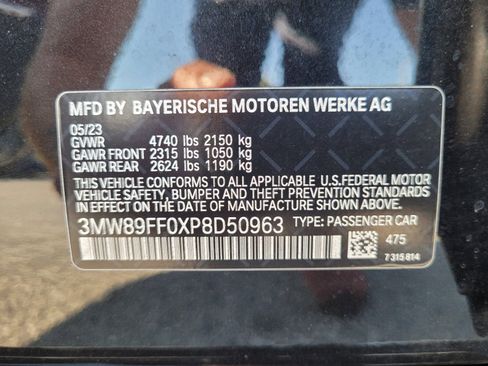 MFD BY BAYERISCHE MOTOREN WERKE AG
05/23
GVWR 4740 lbs 2150 kg
GAWR FRONT 2315 lbs 1050 kg
GAWR REAR 2624 lbs 1190 kg
THIS VEHICLE CONFORMS TO ALL APPLICABLE U.S.FEDERAL MOTOR
VEHICLE SAFETY, BUMPER AND THEFT PREVENTION STANDARDS
IN EFFECT ON THE DATE OF MANUFACTURE SHOWN ABOVE.
3MW89FF0XP8D50963 TYPE: PASSENGER CAR
475
7 315 814